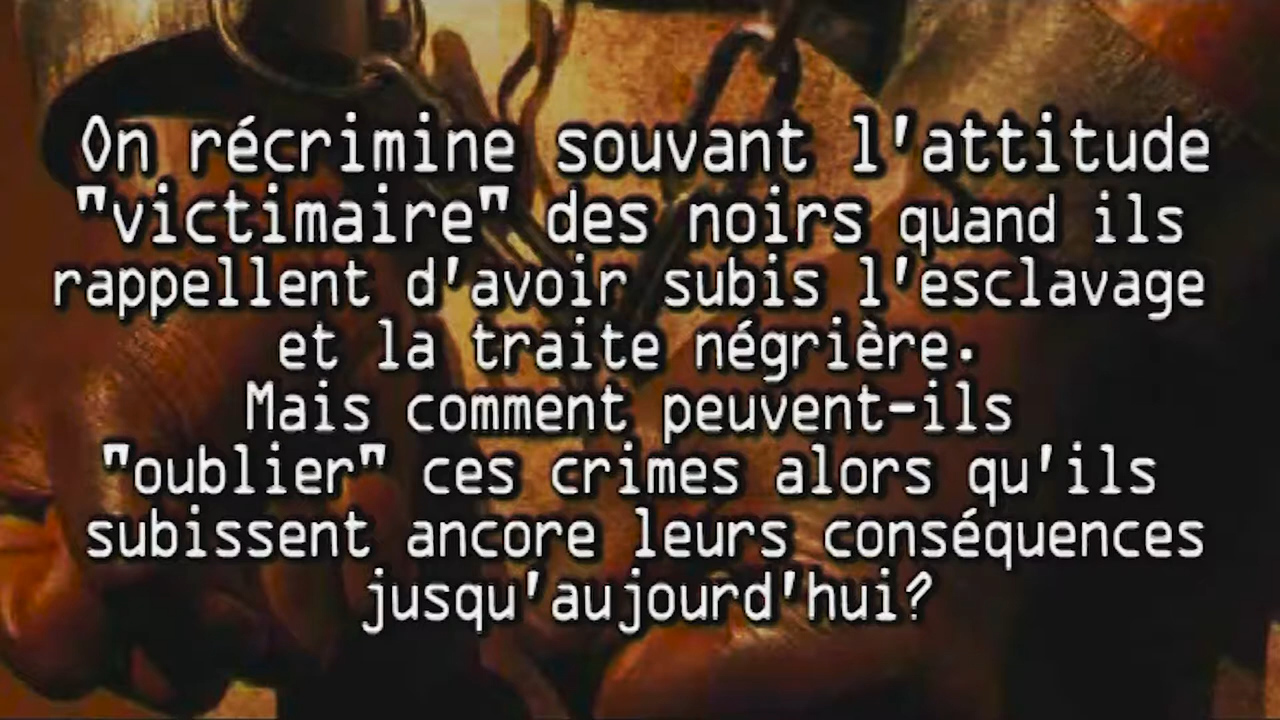 On récrimine souvant l'attitude
"victimaire" des noirs quand ils
rappellent d'avoir subis l'esclavage
et la traite négrière.
Mais comment peuvent-ils
"oublier" ces crimes alors qu'ils
subissent ancore leurs conséquences
jusqu'aujourd'hui?